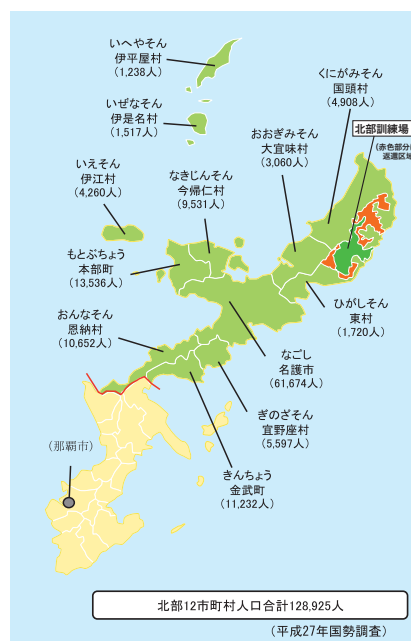 いへやそん
伊平屋村
（1,238人）
くにがみそん
国頭村
（4,908人）
いぜなそん
伊是名村
（1,517人）
おおぎみそん
大宜味村
（3,060人）
北部訓練場
（赤色部分は
返還区域
いえそん
伊江村
（4,260人）
なきじんそん
今帰仁村
（9,531人）
もとぶちょう
本部町
（13,536人）
ひがしそん
東村
（1,720人）
おんなそん
恩納村
（10,652人）
なごし
名護市
（61,674人）
ぎのざそん
宜野座村
（5,597人）
（那覇市）
きんちょう
金武町
（11,232人）
北部12市町村人口合計128,925人
（平成27年国勢調査）